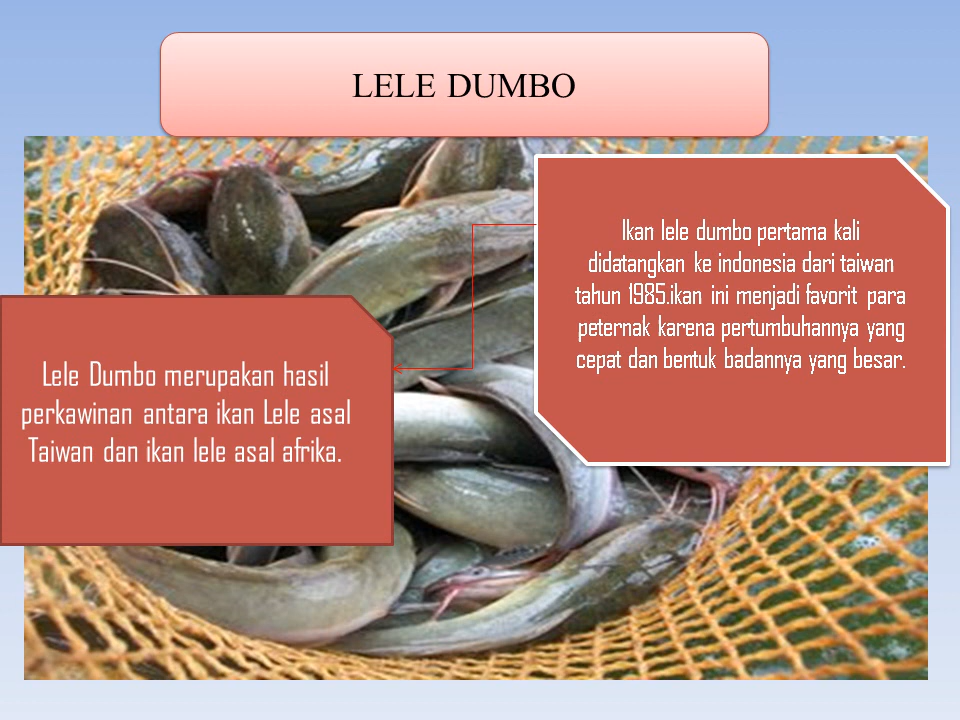 LELE DUMBO
Ikan lele dumbo pertama kali
didatangkan ke indonesia dari taiwan
tahun 1985.ikan ini menjadi favorit para
peternak karena pertumbuhannya yang
cepat dan bentuk badannya yang besar.
Lele Dumbo merupakan hasil
perkawinan antara ikan Lele asal
Taiwan dan ikan lele asal afrika.